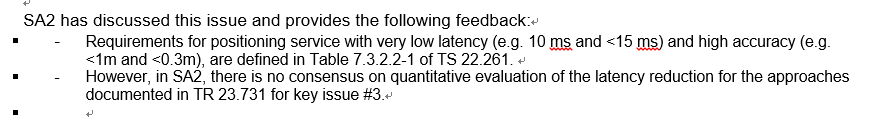 SA2 has discussed this issue and provides the following feedback:
- Requirements for positioning service with very low latency (e.g. 10 ms and <15 ms) and high accuracy (e.g.
<1m and <0.3m), are defined in Table 7.3.2.2-1 of TS 22.261.
- However, in SA2, there is no consensus on quantitative evaluation of the latency reduction for the approaches
documented in TR 23.731 for key issue #3.